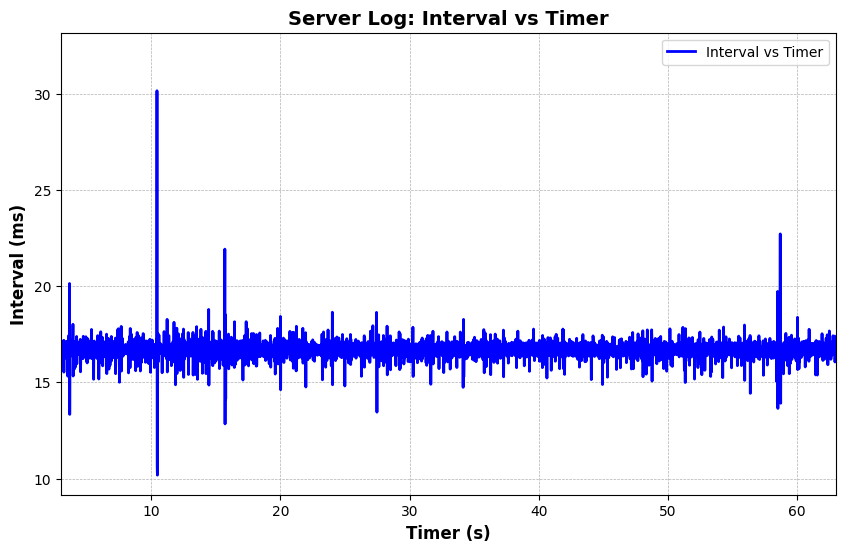 Server Log: Interval vs Timer
Interval vs Timer
30
25
20
15
10
Interval (ms)
10 20 30 40 50 60
Timer (s)